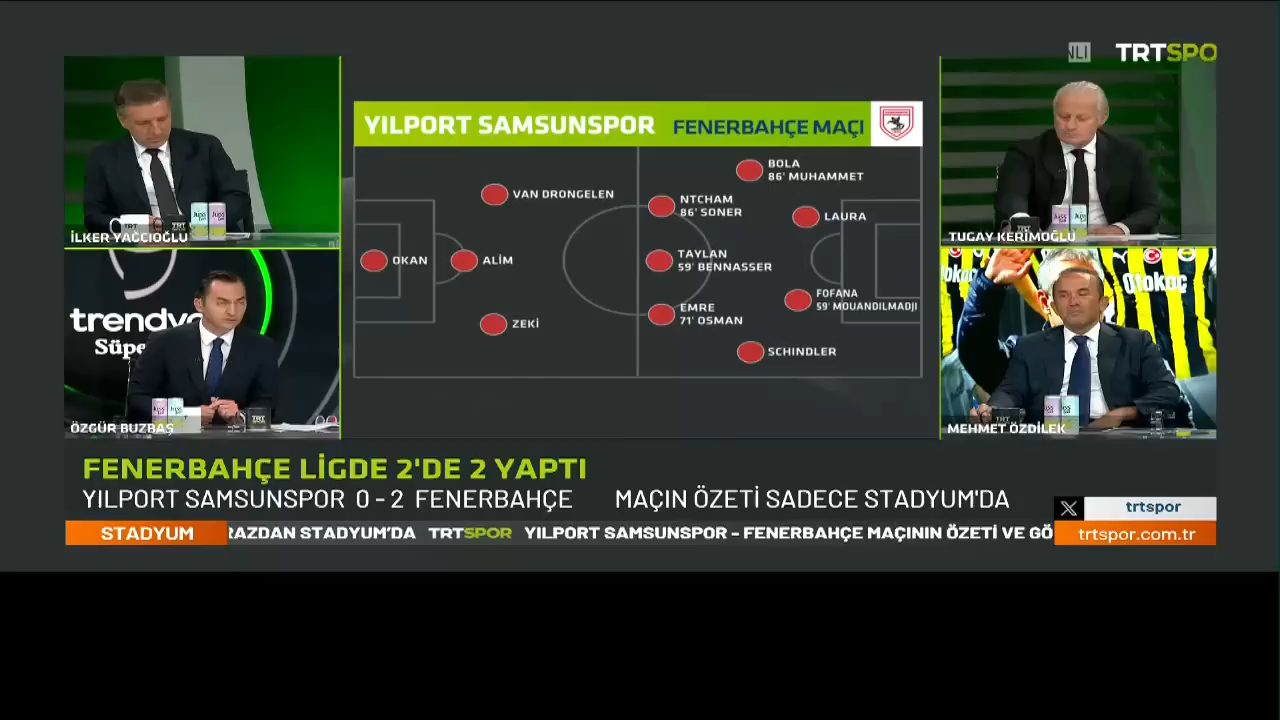 NLİ TRTSPO
YILPORT SAMSUNSPOR FENERBAHÇE MAÇI
BOLA
86' MUHAMMET
VAN DRONGELEN
NTCHAM
86' SONER
LAURA
OKAN
ALİM
TAYLAN
59' BENNASSER
FOFANA
59' MOUANDILMADJI
ZEKİ
EMRE
71' OSMAN
SCHINDLER
İLKER YAĞCIOĞLU
TUGAY KERİMOĞLU
trendyo
Süpe
Otokoç
ÖZGÜR BUZBAŞ
MEHMET ÖZDİLEK
FENERBAHÇE LİGDE 2'DE 2 YAPTI
YILPORT SAMSUNSPOR 0 - 2 FENERBAHÇE MAÇIN ÖZETİ SADECE STADYUM'DA
X trtspor
STADYUM RAZDAN STADYUM'DA TRTSPOR YILPORT SAMSUNSPOR - FENERBAHÇE MAÇININ ÖZETİ VE GÖ
trtspor.com.tr